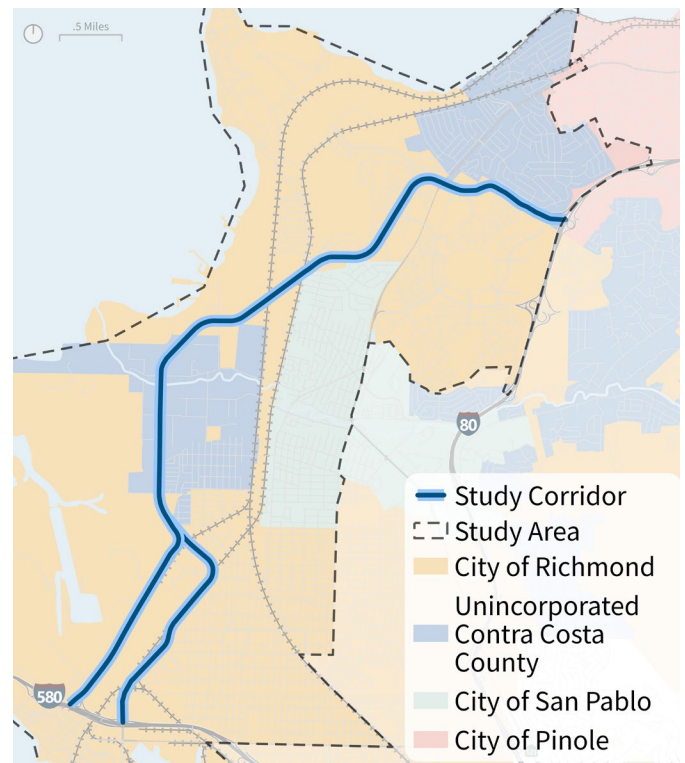 .5 Miles
80
Study Corridor
Study Area
City of Richmond
Unincorporated
Contra Costa
County
City of San Pablo
City of Pinole
580